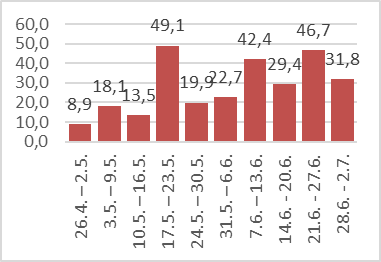 60,0
50,0
40,0
30,0
20,0
10,0
0,0
8,9
18,1
13,5
49,1
19,9
22,7
42,4
29,4
46,7
31,8
26.4. – 2.5.
3.5. – 9.5.
10.5. – 16.5.
17.5. – 23.5.
24.5. – 30.5.
31.5. – 6.6.
7.6. – 13.6.
14.6. - 20.6.
21.6. - 27.6.
28.6. - 2.7.